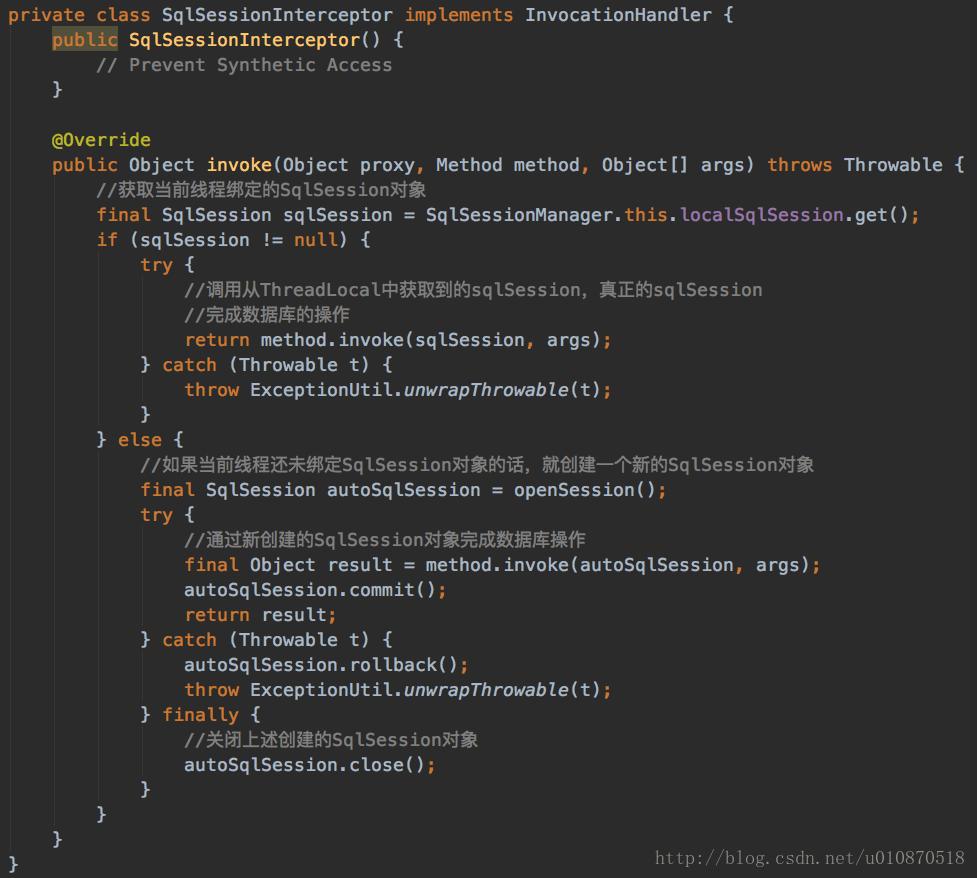 private class SqlSessionInterceptor implements InvocationHandler {
public SqlSessionInterceptor() {
// Prevent Synthetic Access
}
@Override
public Object invoke(Object proxy, Method method, Object[] args) throws Throwable {
//获取当前线程绑定的SqlSession对象
final SqlSession sqlSession = SqlSessionManager.this.localSqlSession.get();
if (sqlSession != null) {
try {
//调用从ThreadLocal中获取到的sqlSession，真正的sqlSession
//完成数据库的操作
return method.invoke(sqlSession, args);
} catch (Throwable t) {
throw ExceptionUtil.unwrapThrowable(t);
}
} else {
//如果当前线程还未绑定SqlSession对象的话，就创建一个新的SqlSession对象
final SqlSession autoSqlSession = openSession();
try {
//通过新创建的SqlSession对象完成数据库操作
final Object result = method.invoke(autoSqlSession, args);
autoSqlSession.commit();
return result;
} catch (Throwable t) {
autoSqlSession.rollback();
throw ExceptionUtil.unwrapThrowable(t);
} finally {
//关闭上述创建的SqlSession对象
autoSqlSession.close();
}
}
}
}
http://blog.csdn.net/u010870518